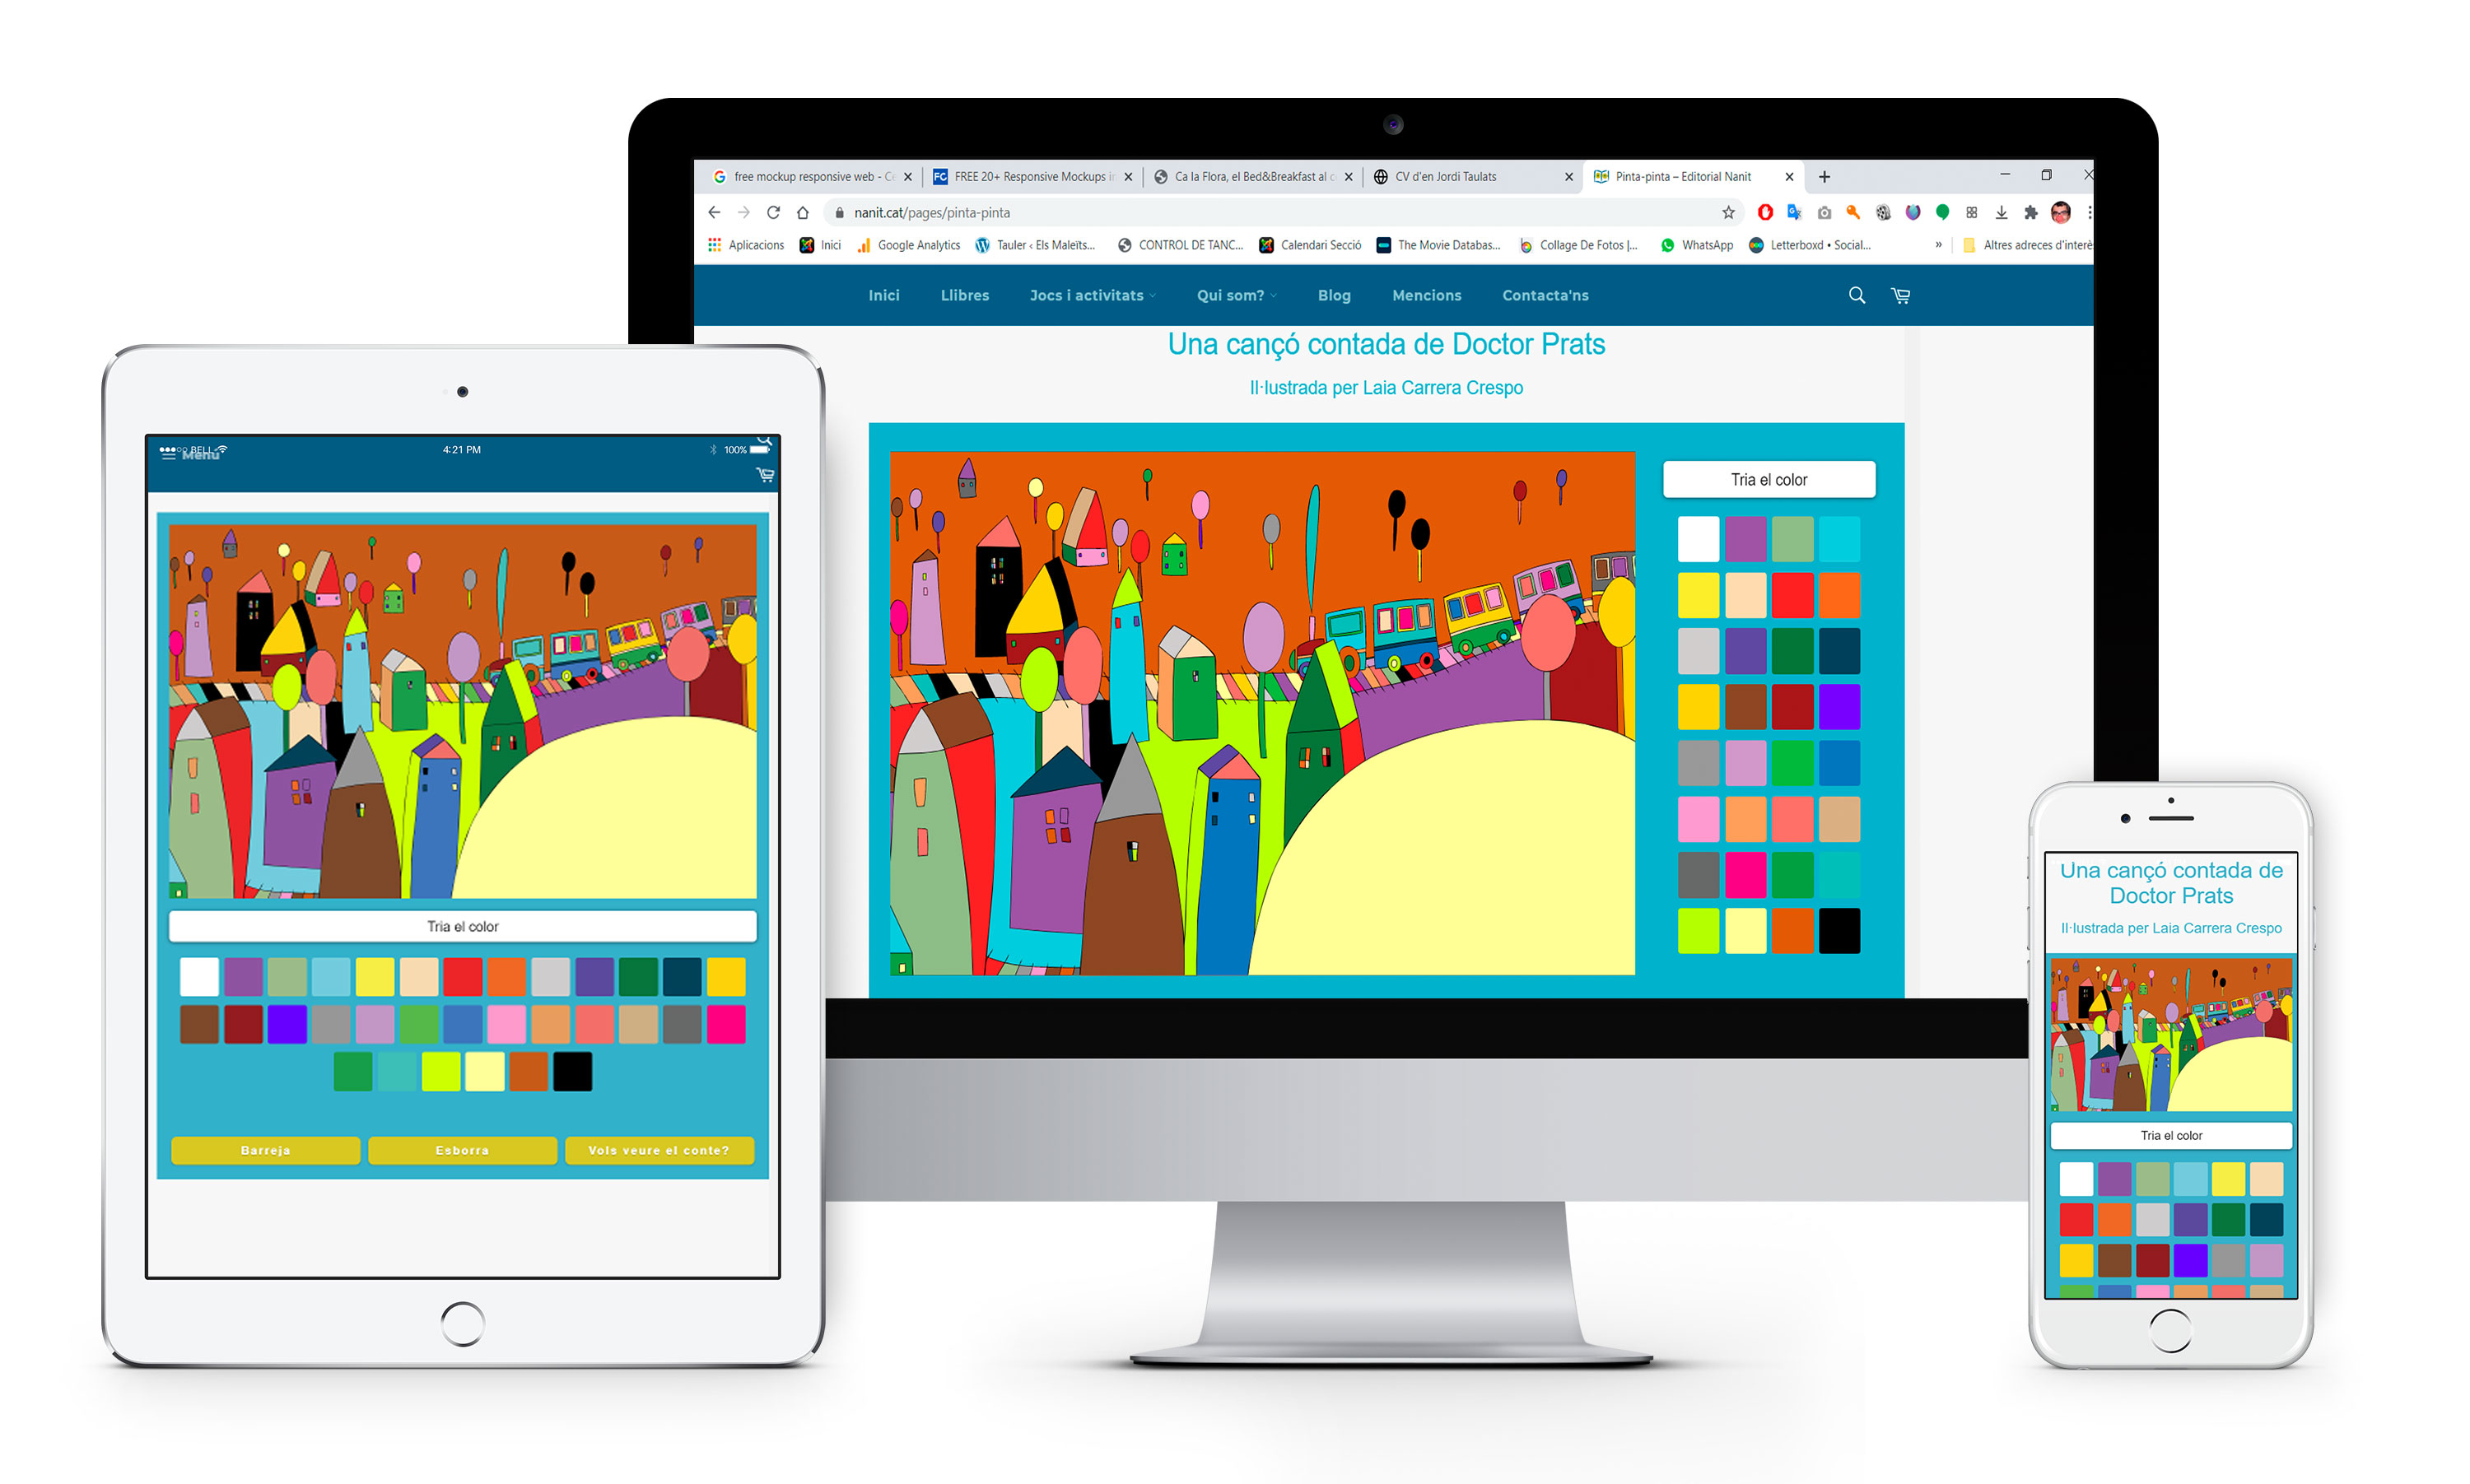 free mockup responsive web - Ce
FREE 20+ Responsive Mockups in
Ca la Flora, el Bed&Breakfast al c
CV d'en Jordi Taulats
Pinta-pinta – Editorial Nanit
nanit.cat/pages/pinta-pinta
Aplicacions
Inici
Google Analytics
Tauler ‹ Els Maleïts...
CONTROL DE TANC...
Calendari Secció
The Movie Databas...
Collage De Fotos |...
WhatsApp
Letterboxd • Social...
»
Altres adreces d'interè
Inici
Llibres
Jocs i activitats
Qui som?
Blog
Mencions
Contacta'ns
Una cançó contada de Doctor Prats
Il·lustrada per Laia Carrera Crespo
Tria el color
BELL
4:21 PM
100%
Menu
Tria el color
Barreja
Esborra
Vols veure el conte?
Una cançó contada de
Doctor Prats
Il·lustrada per Laia Carrera Crespo
Tria el color